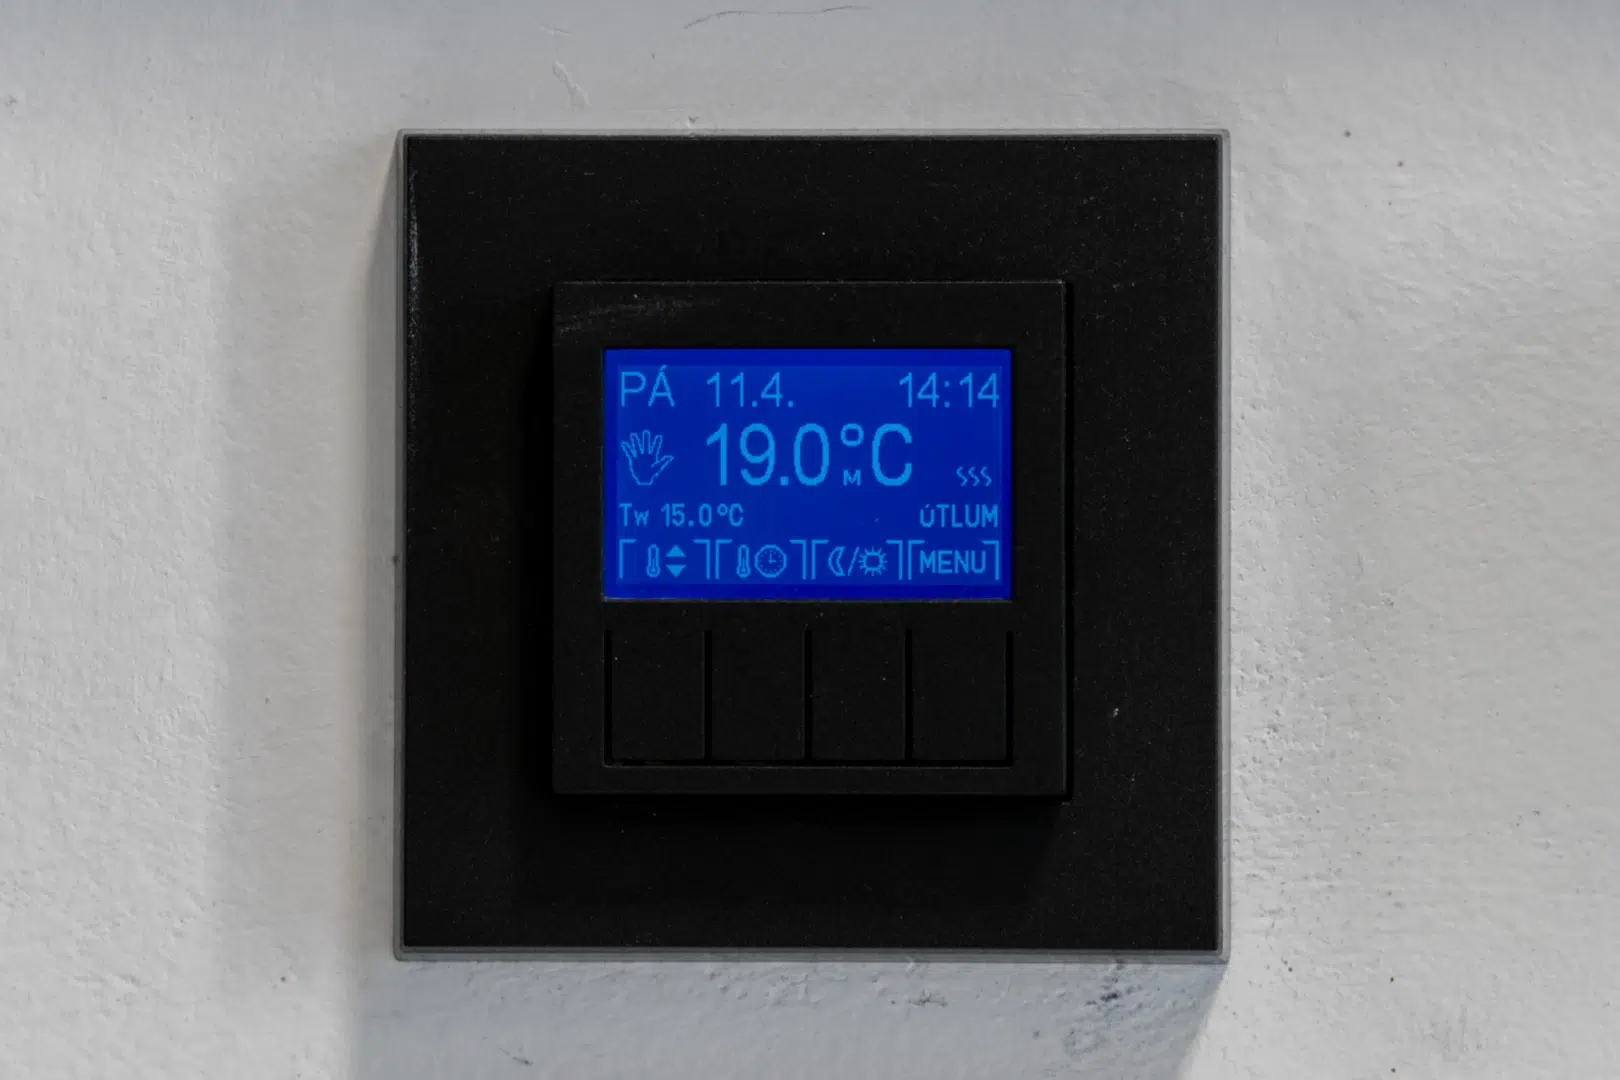 PÁ 11.4. 14:14
19.0°C
M
Tw 15.0°C ÚTLUM
MENU